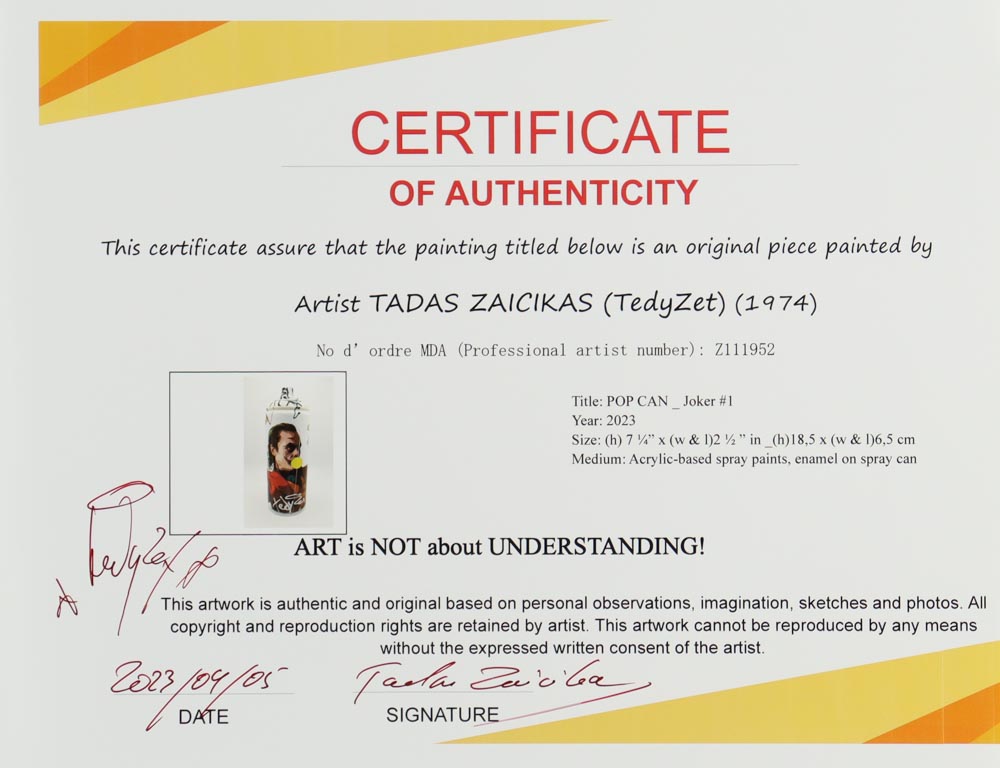 CERTIFICATE
OF AUTHENTICITY
This certificate assure that the painting titled below is an original piece painted by
Artist TADAS ZAICIKAS (TedyZet) (1974)
No d’ordre MDA (Professional artist number): Z111952
Title: POP CAN _ Joker #1
Year: 2023
Size: (h) 7 ¼” x (w & l)2 ½ ” in _(h)18,5 x (w & l)6,5 cm
Medium: Acrylic-based spray paints, enamel on spray can
TedyZet
ART is NOT about UNDERSTANDING!
This artwork is authentic and original based on personal observations, imagination, sketches and photos. All
copyright and reproduction rights are retained by artist. This artwork cannot be reproduced by any means
without the expressed written consent of the artist.
2023/04/05
Tadas Zaicikas
DATE
SIGNATURE